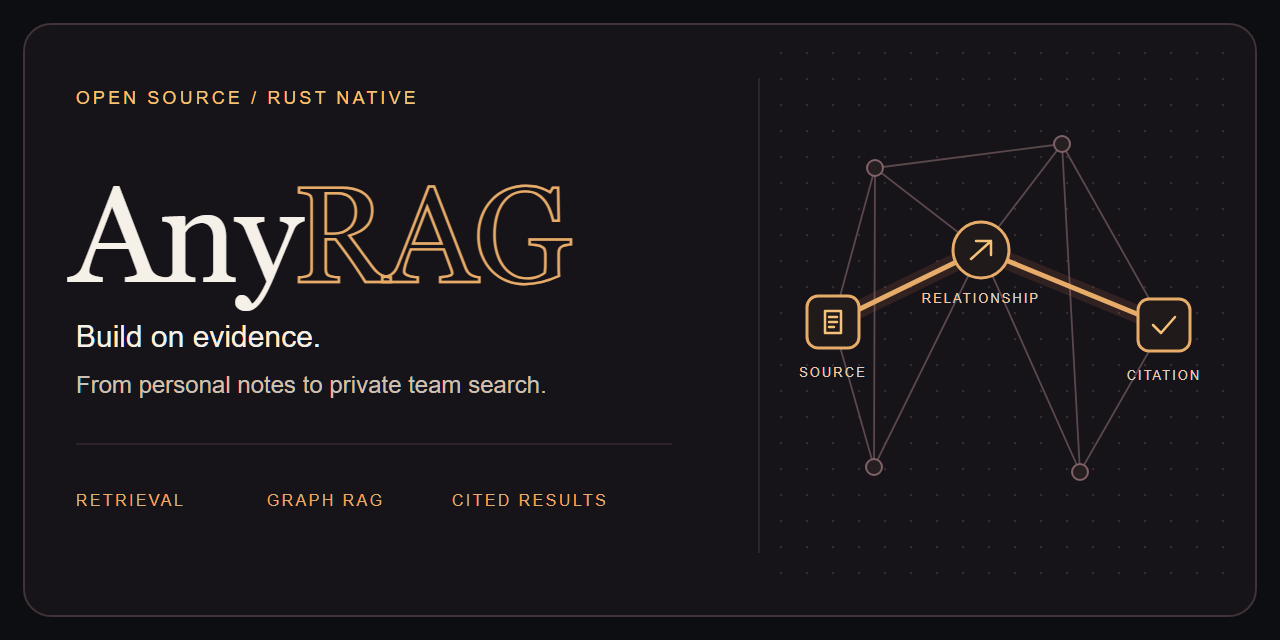 OPEN SOURCE / RUST NATIVE
AnyRAG
Build on evidence.
From personal notes to private team search.
RETRIEVAL
GRAPH RAG
CITED RESULTS
RELATIONSHIP
SOURCE
CITATION